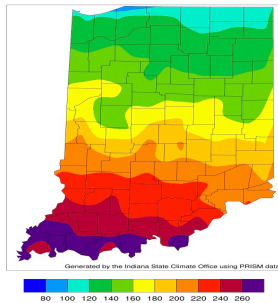 Generated by the Indiana State Climate Office using PRISM data
80 100 120 140 160 180 200 220 240 260